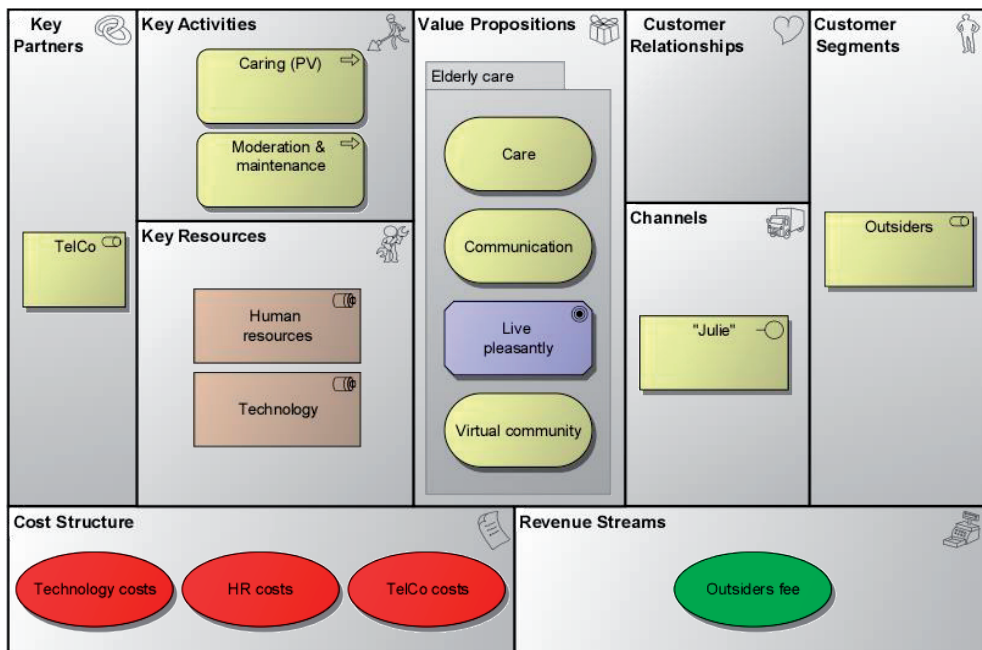 Key
Partners
TelCo
Key Activities
Caring (PV)
Moderation &
maintenance
Key Resources
Human
resources
Technology
Value Propositions
Elderly care
Care
Communication
Live
pleasantly
Virtual community
Customer
Relationships
Channels
"Julie"
Customer
Segments
Outsiders
Cost Structure
Technology costs
HR costs
TelCo costs
Revenue Streams
Outsiders fee